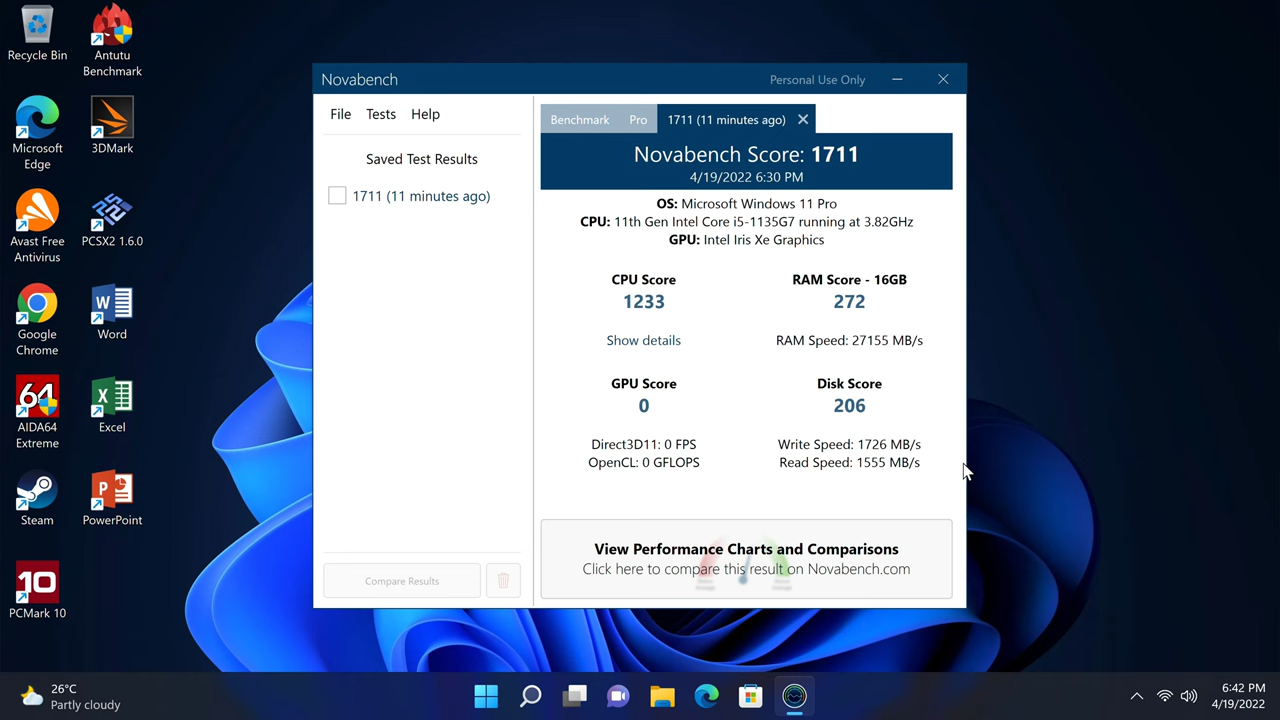 Recycle Bin
Antutu
Benchmark
Microsoft
Edge
3DMark
Avast Free
Antivirus
PCSX2 1.6.0
Google
Chrome
W
Word
64
AIDA64
Extreme
X
Excel
Steam
P
PowerPoint
10
PCMark 10
Novabench
Personal Use Only
File
Tests
Help
Saved Test Results
1711 (11 minutes ago)
Compare Results
Benchmark
Pro
1711 (11 minutes ago)
Novabench Score: 1711
4/19/2022 6:30 PM
OS: Microsoft Windows 11 Pro
CPU: 11th Gen Intel Core i5-1135G7 running at 3.82GHz
GPU: Intel Iris Xe Graphics
CPU Score
1233
Show details
RAM Score - 16GB
272
RAM Speed: 27155 MB/s
GPU Score
0
Direct3D11: 0 FPS
OpenCL: 0 GFLOPS
Disk Score
206
Write Speed: 1726 MB/s
Read Speed: 1555 MB/s
View Performance Charts and Comparisons
Click here to compare this result on Novabench.com
26°C
Partly cloudy
6:42 PM
4/19/2022